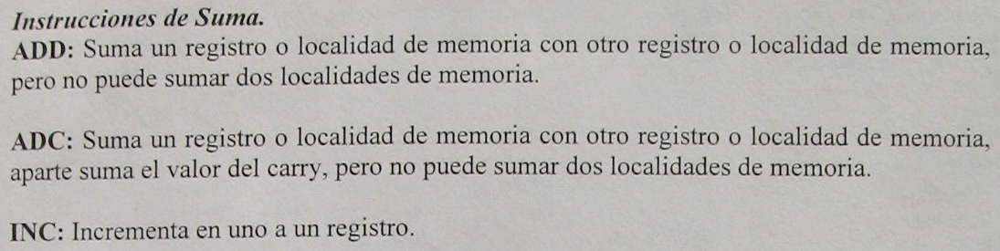 Instrucciones de Suma.
ADD: Suma un registro o localidad de memoria con otro registro o localidad de memoria,
pero no puede sumar dos localidades de memoria.
ADC: Suma un registro o localidad de memoria con otro registro o localidad de memoria,
aparte suma el valor del carry, pero no puede sumar dos localidades de memoria.
INC: Incrementa en uno a un registro.